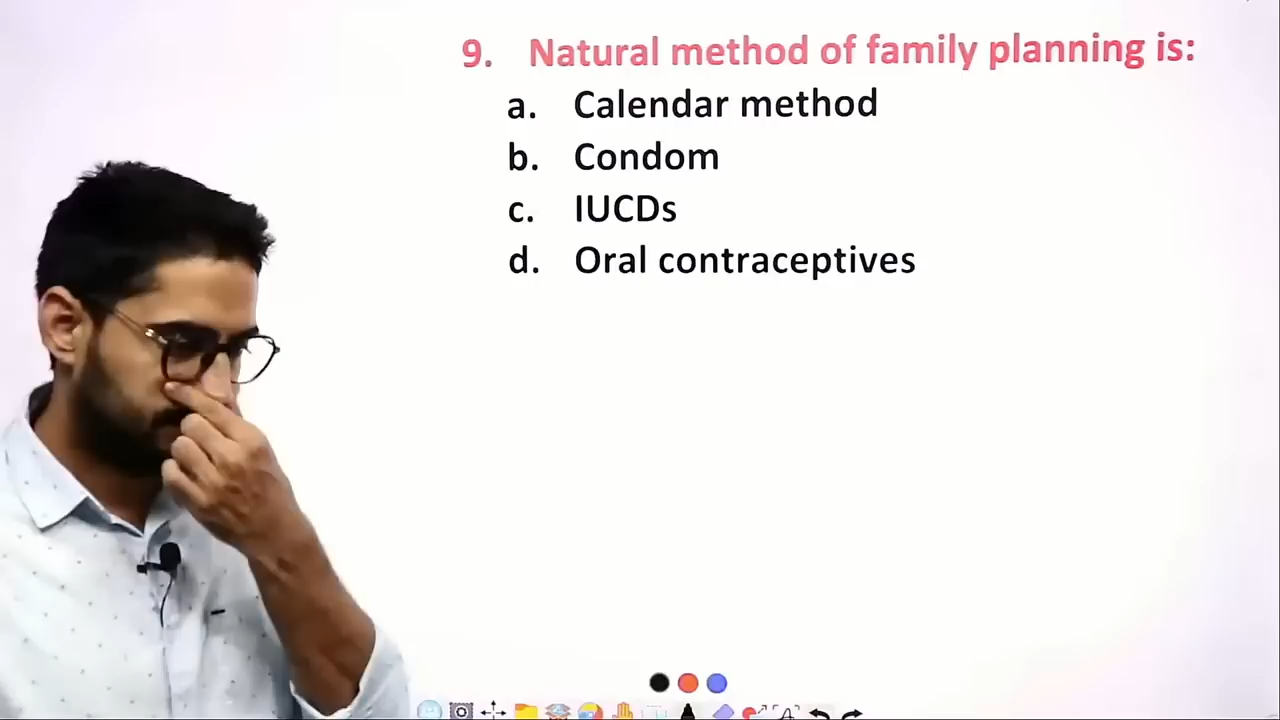 9. Natural method of family planning is:
a. Calendar method
b. Condom
c. IUCDs
d. Oral contraceptives